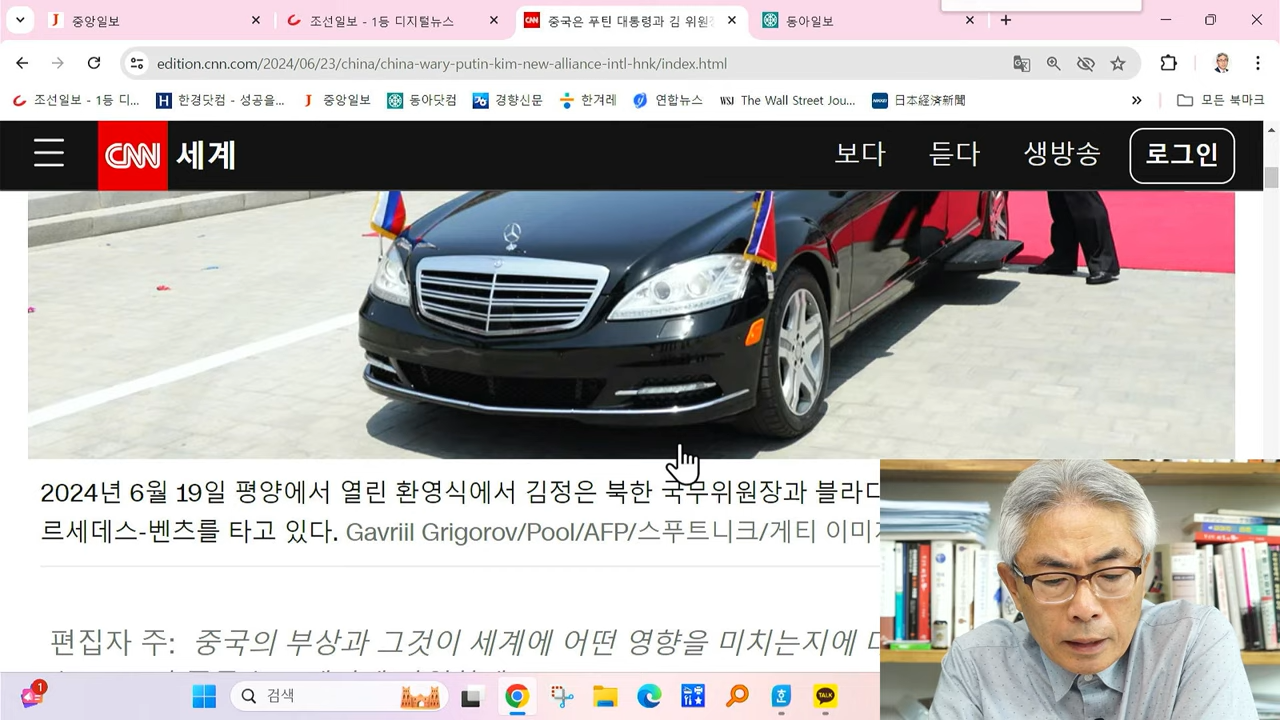 중앙일보
조선일보 - 1등 디지털뉴스
중국은 푸틴 대통령과 김 위원
동아일보
edition.cnn.com/2024/06/23/china/china-wary-putin-kim-new-alliance-intl-hnk/index.html
조선일보 - 1등 디...
한경닷컴 - 성공을...
중앙일보
동아닷컴
경향신문
한겨레
연합뉴스
WSJ The Wall Street Jou...
NIKKEI 日本経済新聞
모든 북마크
CNN 세계
보다
듣다
생방송
로그인
2024년 6월 19일 평양에서 열린 환영식에서 김정은 북한 국무위원장과 블라디
르세데스-벤츠를 타고 있다. Gavriil Grigorov/Pool/AFP/스푸트니크/게티 이미지
편집자 주: 중국의 부상과 그것이 세계에 어떤 영향을 미치는지에
1
검색
TALK